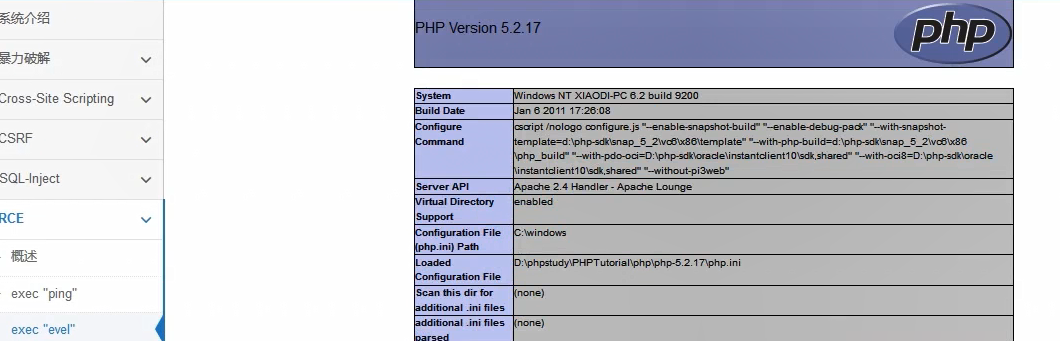 系统介绍
暴力破解
Cross-Site Scripting
CSRF
SQL-Inject
RCE
概述
exec "ping"
exec "evel"
PHP Version 5.2.17
php
System Windows NT XIAODI-PC 6.2 build 9200
Build Date Jan 6 2011 17:26:08
Configure Command cscript /nologo configure.js "--enable-snapshot-build" "--enable-debug-pack" "--with-snapshot-
template=d:\php-sdk\snap_5_2\vc6\x86\template" "--with-php-build=d:\php-sdk\snap_5_2\vc6\x86
\php_build" "--with-pdo-oci=D:\php-sdk\oracle\instantclient10\sdk,shared" "--with-oci8=D:\php-sdk\oracle
\instantclient10\sdk,shared" "--without-pi3web"
Server API Apache 2.4 Handler - Apache Lounge
Virtual Directory Support enabled
Configuration File (php.ini) Path C:\windows
Loaded Configuration File D:\phpstudy\PHPTutorial\php\php-5.2.17\php.ini
Scan this dir for additional .ini files (none)
additional .ini files parsed (none)